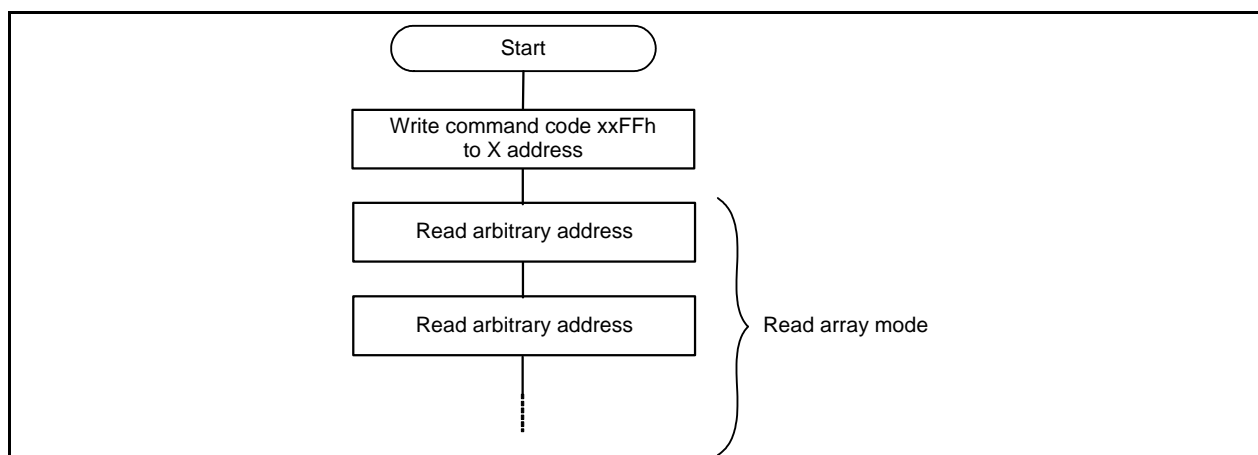 Start
Write command code xxFFh
to X address
Read arbitrary address
Read arbitrary address
Read array mode